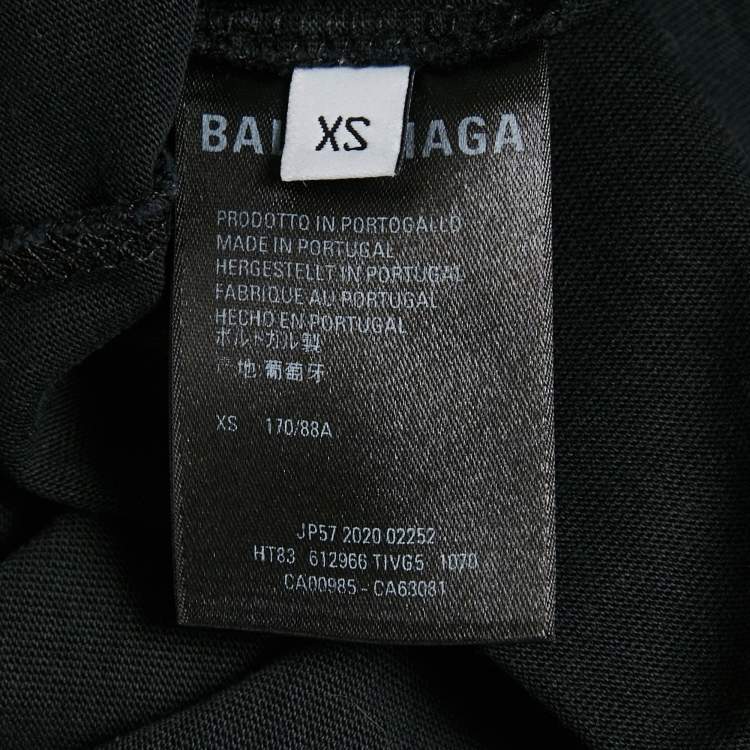 XS
BAL AGA
PRODOTTO IN PORTOGALLO
MADE IN PORTUGAL
HERGESTELLT IN PORTUGAL
FABRIQUE AU PORTUGAL
HECHO EN PORTUGAL
ポルトガル製
产地:葡萄牙
XS 170/88A
JP57 2020 02252
HT83 612966 TIVG5 1070
CA00985 - CA63081